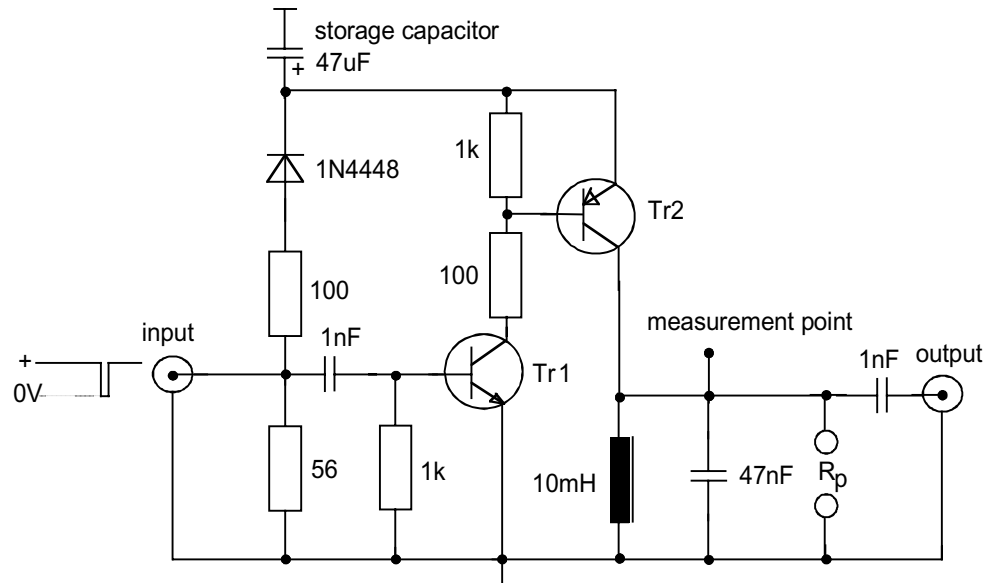 storage capacitor
47uF
+
1N4448
1k
Tr2
100
100
measurement point
input
1nF
Tr1
1nF
output
+
0V
56
1k
10mH
47nF
Rp